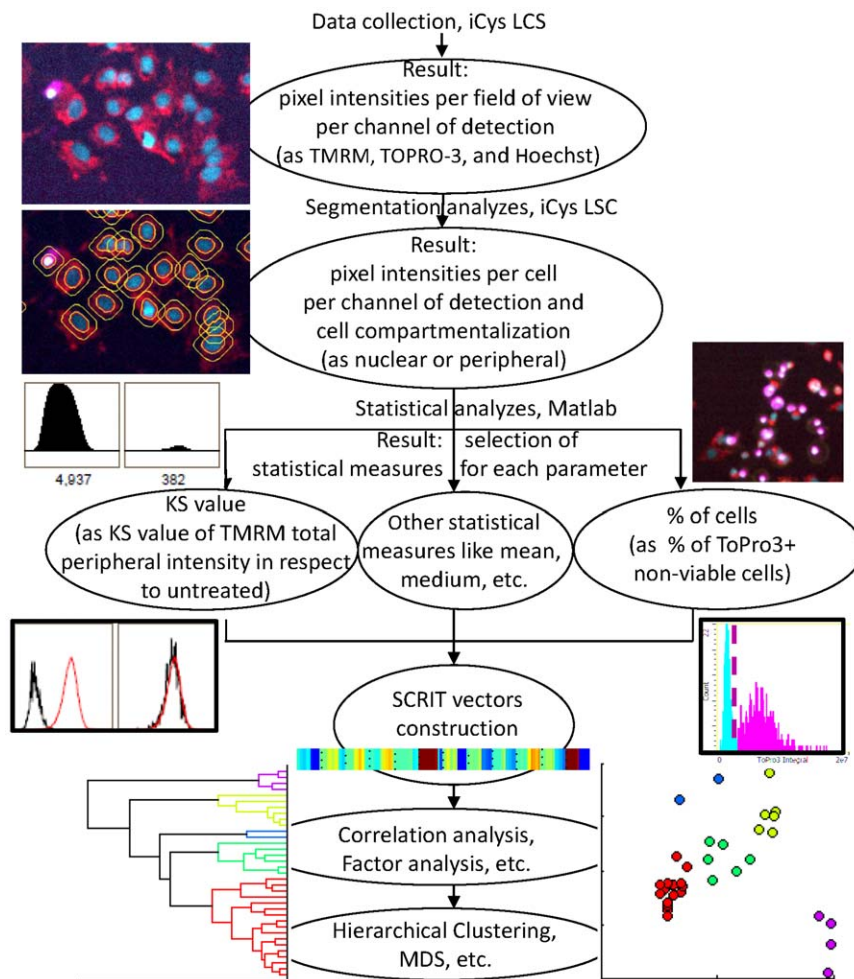 Data collection, iCys LCS
Result:
pixel intensities per field of view
per channel of detection
(as TMRM, TOPRO-3, and Hoechst)
Segmentation analyzes, iCys LSC
Result:
pixel intensities per cell
per channel of detection and
cell compartmentalization
(as nuclear or peripheral)
Statistical analyzes, Matlab
Result: selection of
statistical measures for each parameter
4,937
382
KS value
(as KS value of TMRM total
peripheral intensity in respect
to untreated)
Other statistical
measures like mean,
medium, etc.
% of cells
(as % of ToPro3+
non-viable cells)
22
Count
0
2e7
ToPro3 Integral
SCRIT vectors
construction
Correlation analysis,
Factor analysis, etc.
Hierarchical Clustering,
MDS, etc.